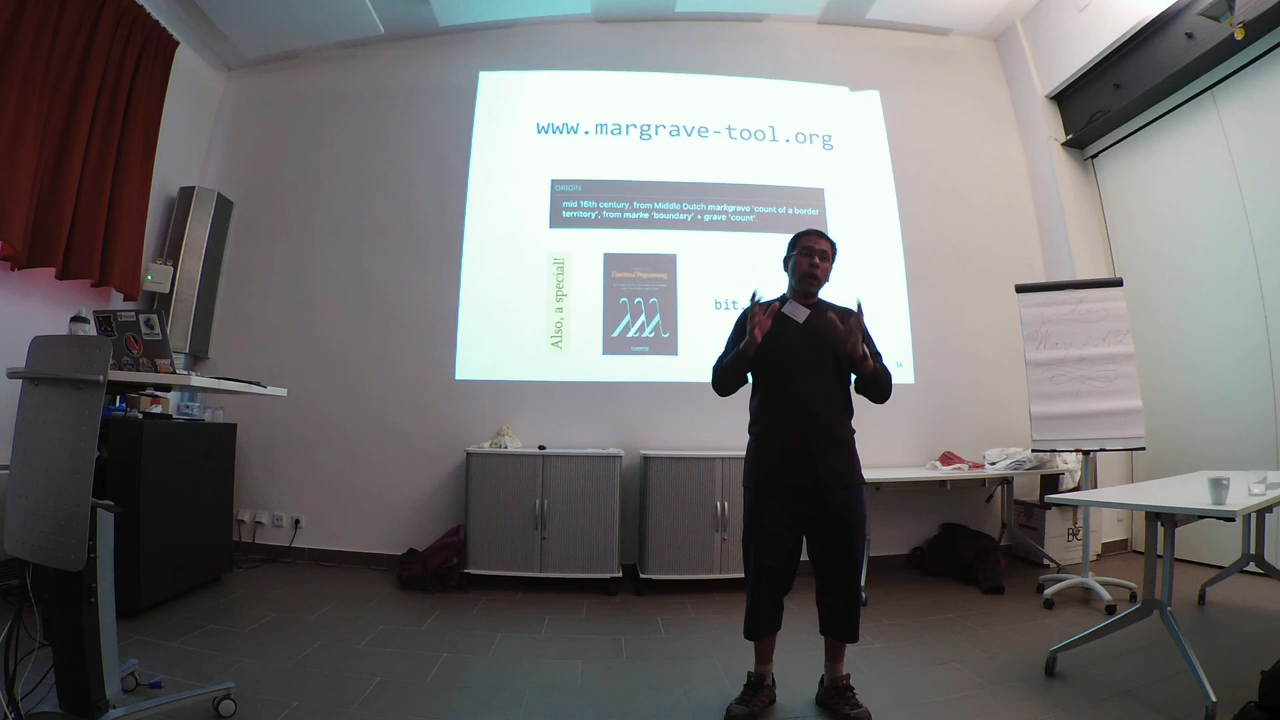 www.margrave-tool.org
ORIGIN
mid 16th century, from Middle Dutch markgrave 'count of a border
territory', from marke 'boundary' + grave 'count'.
Also, a special!
Functional Programming
λλλ
bit.